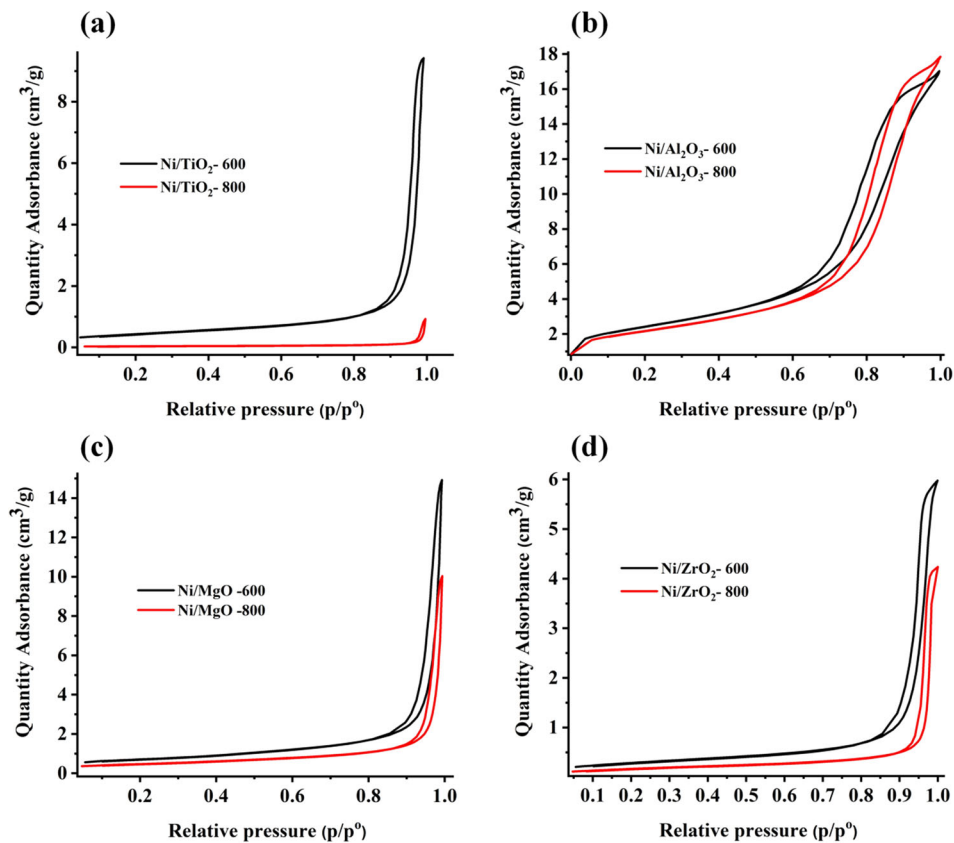 (a)
Quantity Adsorbance (cm³/g)
8
6
4
2
0
Ni/TiO₂- 600
Ni/TiO₂- 800
0.2 0.4 0.6 0.8 1.0
Relative pressure (p/pº)
(b)
Quantity Adsorbance (cm³/g)
18
16
14
12
10
8
6
4
2
Ni/Al₂O₃- 600
Ni/Al₂O₃- 800
0.0 0.2 0.4 0.6 0.8 1.0
Relative pressure (p/pº)
(c)
Quantity Adsorbance (cm³/g)
14
12
10
8
6
4
2
0
Ni/MgO -600
Ni/MgO -800
0.2 0.4 0.6 0.8 1.0
Relative pressure (p/pº)
(d)
Quantity Adsorbance (cm³/g)
6
5
4
3
2
1
Ni/ZrO₂- 600
Ni/ZrO₂- 800
0.1 0.2 0.3 0.4 0.5 0.6 0.7 0.8 0.9 1.0
Relative pressure (p/pº)